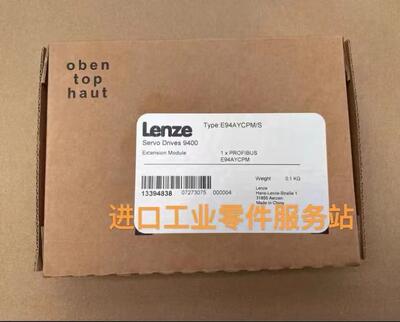 oben
top
haut
Lenze
Type:E94AYCPM/S
Servo Drives 9400
Extension Module
1 x PROFIBUS
E94AYCPM
Weight 0.1 KG
13394838 07273075 000004
Lenze
Hans-Lenze-Straße 1
31855 Aerzen
Made in China
进口工业零件服务站